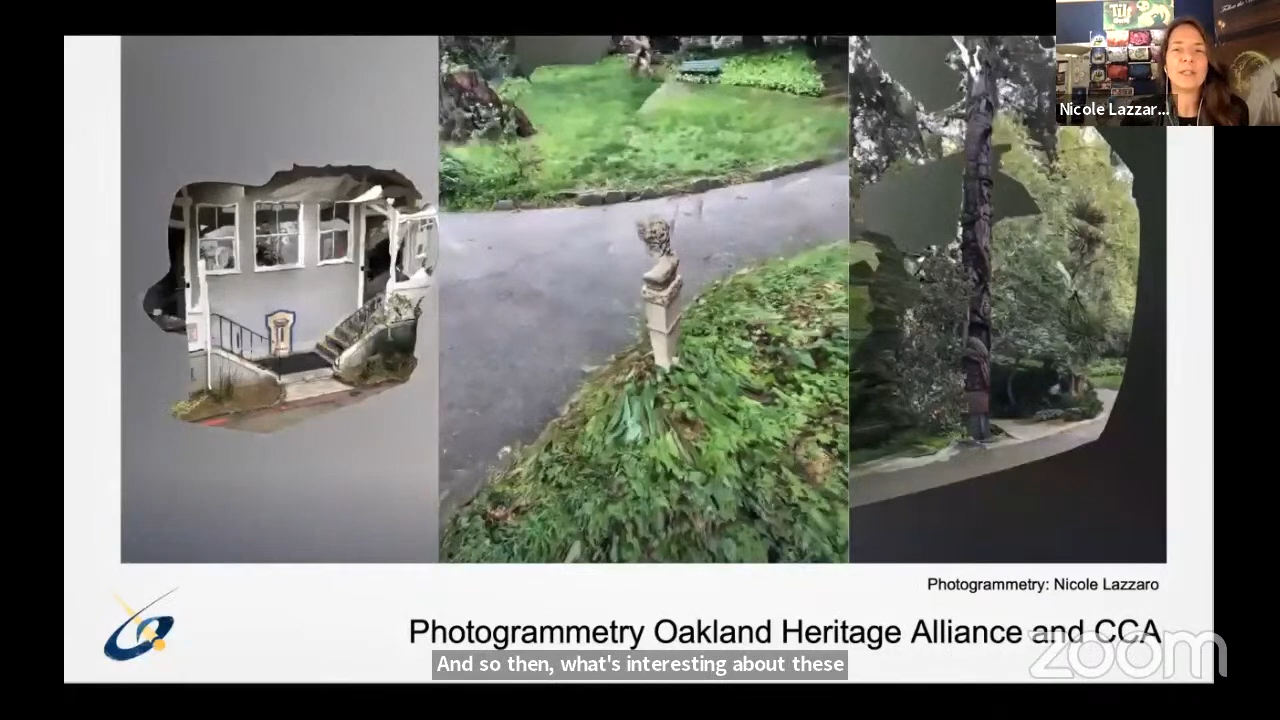 Tilt
Nicole Lazzar...
Photogrammetry: Nicole Lazzaro
Photogrammetry Oakland Heritage Alliance and CCA
And so then, what's interesting about these
zoom